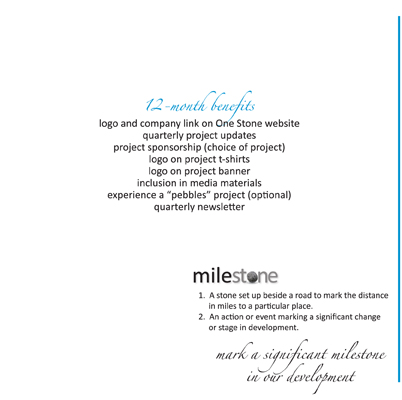 12-month benefits
logo and company link on One Stone website
quarterly project updates
project sponsorship (choice of project)
logo on project t-shirts
logo on project banner
inclusion in media materials
experience a "pebbles" project (optional)
quarterly newsletter
milestone
1. A stone set up beside a road to mark the distance
in miles to a particular place.
2. An action or event marking a significant change
or stage in development.
mark a significant milestone
in our development